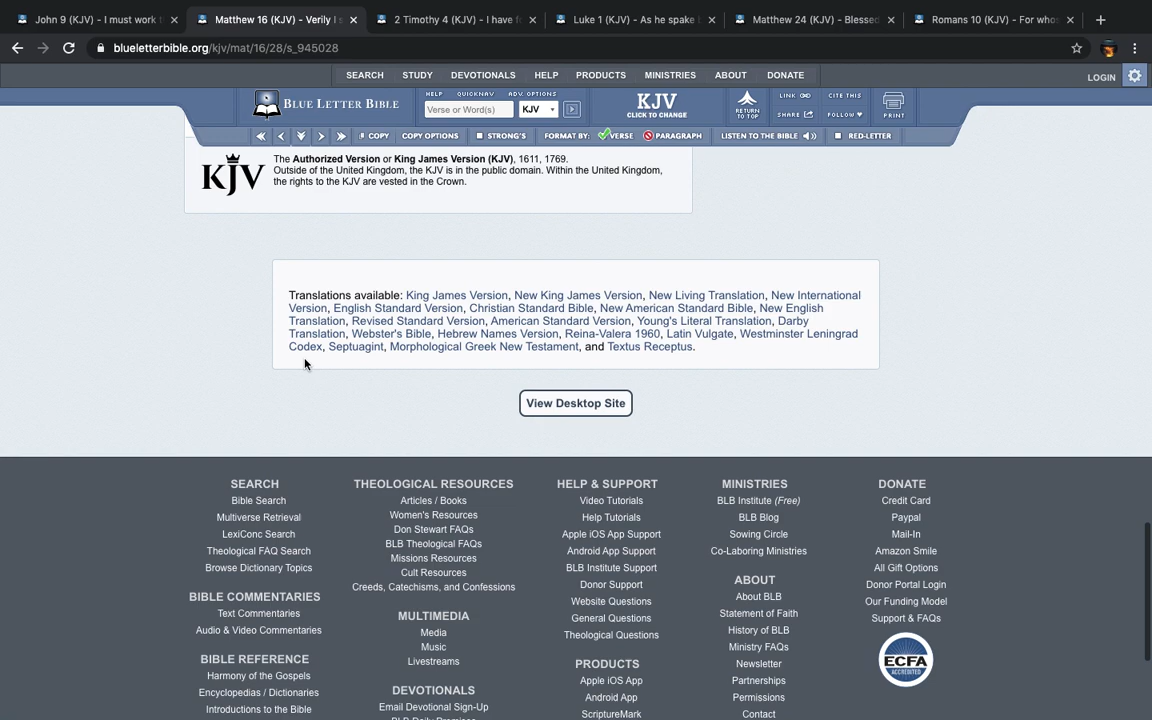 John 9 (KJV) - I must work t
Matthew 16 (KJV) - Verily I s
2 Timothy 4 (KJV) - I have f
Luke 1 (KJV) - As he spake
Matthew 24 (KJV) - Blessed
Romans 10 (KJV) - For whos
blueletterbible.org/kjv/mat/16/28/s_945028
SEARCH STUDY DEVOTIONALS HELP PRODUCTS MINISTRIES ABOUT DONATE
LOGIN
BLUE LETTER BIBLE
HELP QUICKNAV ADV. OPTIONS
Verse or Word(s) KJV
KJV
CLICK TO CHANGE
RETURN
TO TOP
LINK CITE THIS
SHARE FOLLOW
PRINT
COPY COPY OPTIONS STRONG'S FORMAT BY: VERSE PARAGRAPH LISTEN TO THE BIBLE RED-LETTER
KJV
The Authorized Version or King James Version (KJV), 1611, 1769.
Outside of the United Kingdom, the KJV is in the public domain. Within the United Kingdom,
the rights to the KJV are vested in the Crown.
Translations available: King James Version, New King James Version, New Living Translation, New International
Version, English Standard Version, Christian Standard Bible, New American Standard Bible, New English
Translation, Revised Standard Version, American Standard Version, Young's Literal Translation, Darby
Translation, Webster's Bible, Hebrew Names Version, Reina-Valera 1960, Latin Vulgate, Westminster Leningrad
Codex, Septuagint, Morphological Greek New Testament, and Textus Receptus.
View Desktop Site
SEARCH
Bible Search
Multiverse Retrieval
LexiConc Search
Theological FAQ Search
Browse Dictionary Topics
BIBLE COMMENTARIES
Text Commentaries
Audio & Video Commentaries
BIBLE REFERENCE
Harmony of the Gospels
Encyclopedias / Dictionaries
Introductions to the Bible
THEOLOGICAL RESOURCES
Articles / Books
Women's Resources
Don Stewart FAQs
BLB Theological FAQs
Missions Resources
Cult Resources
Creeds, Catechisms, and Confessions
MULTIMEDIA
Media
Music
Livestreams
DEVOTIONALS
Email Devotional Sign-Up
BLB Daily Promises
HELP & SUPPORT
Video Tutorials
Help Tutorials
Apple iOS App Support
Android App Support
BLB Institute Support
Donor Support
Website Questions
General Questions
Theological Questions
PRODUCTS
Apple iOS App
Android App
ScriptureMark
MINISTRIES
BLB Institute (Free)
BLB Blog
Sowing Circle
Co-Laboring Ministries
ABOUT
About BLB
Statement of Faith
History of BLB
Ministry FAQs
Newsletter
Partnerships
Permissions
Contact
DONATE
Credit Card
Paypal
Mail-In
Amazon Smile
All Gift Options
Donor Portal Login
Our Funding Model
Support & FAQs
ECFA
ACCREDITED